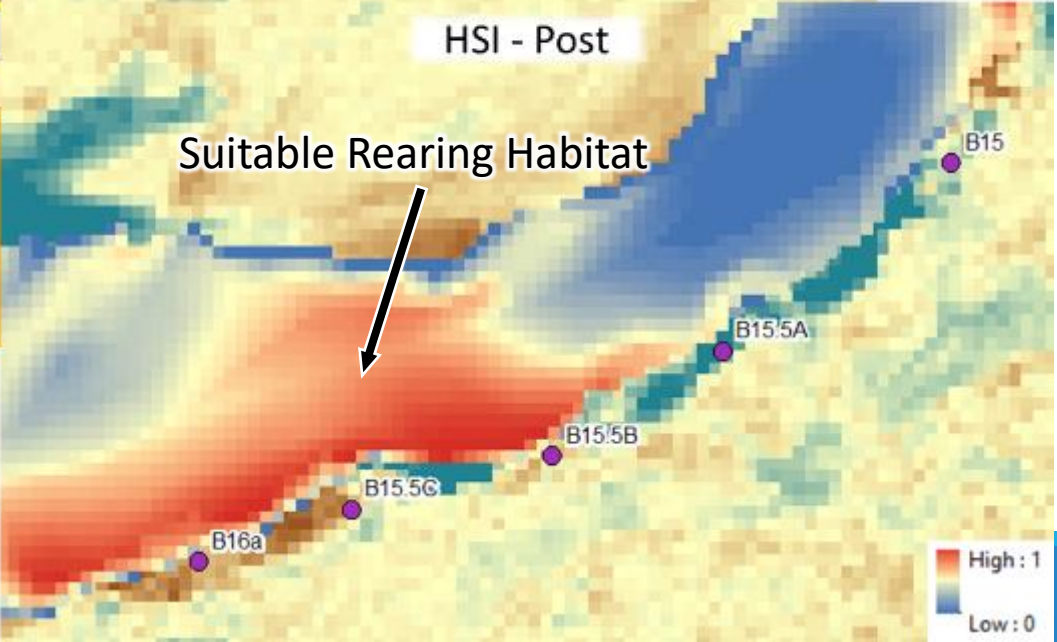 HSI - Post
B15
Suitable Rearing Habitat
B15.5A
B15.5B
B15.5C
B16a
High : 1
Low : 0